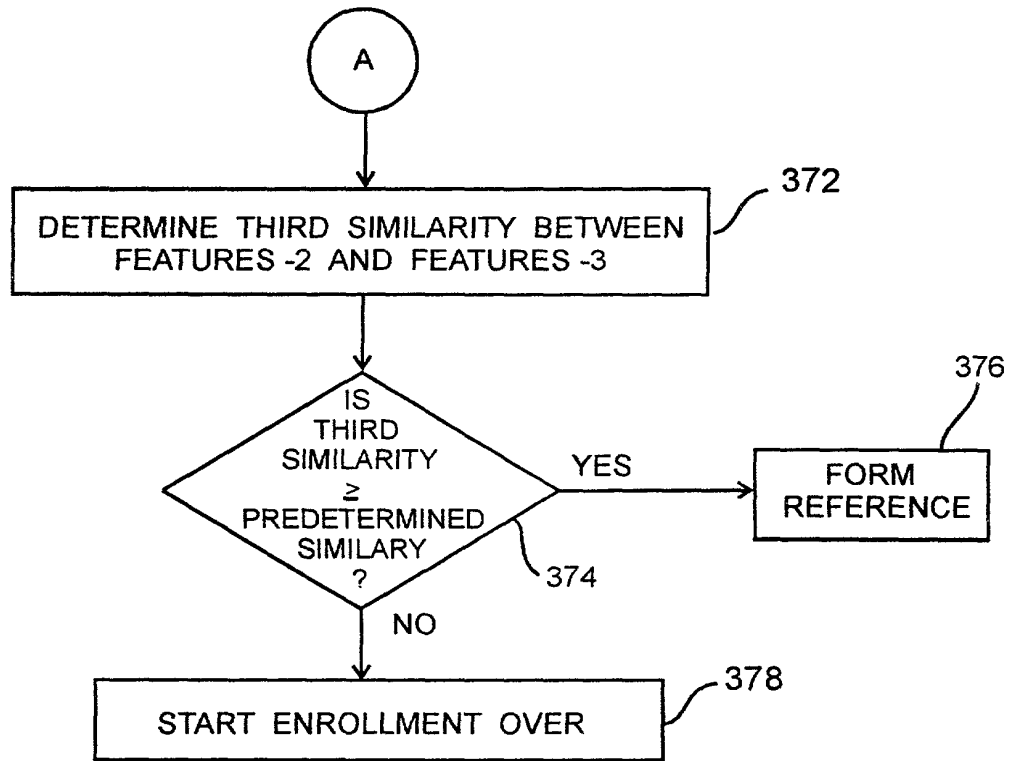 A
372
DETERMINE THIRD SIMILARITY BETWEEN
FEATURES -2 AND FEATURES -3
IS
THIRD
SIMILARITY
≥
PREDETERMINED
SIMILARY
?
374
YES
376
FORM
REFERENCE
NO
378
START ENROLLMENT OVER